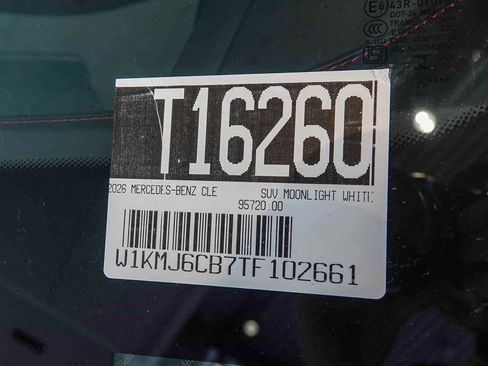 T16260
2026 MERCEDES-BENZ CLE SUV MOONLIGHT WHITE
95720.00
W1KMJ6CB7TF102661